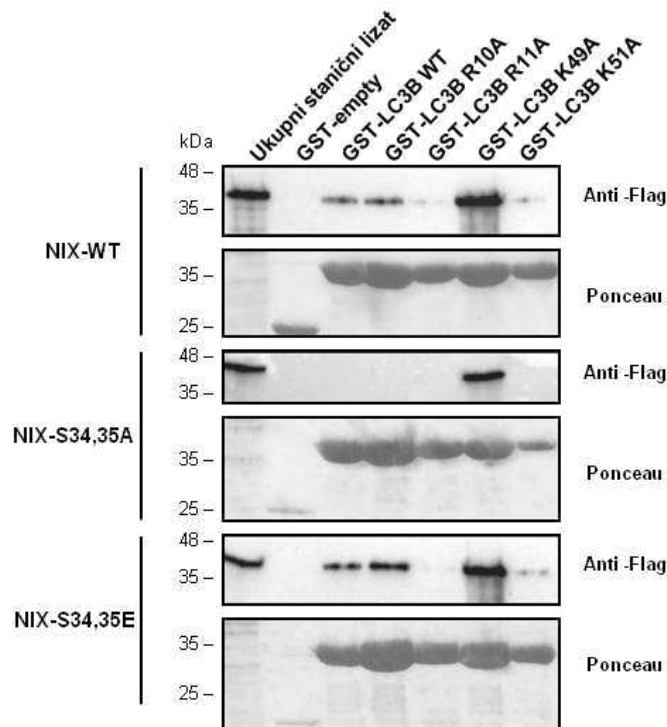 Ukupni stanični lizat
GST-empty
GST-LC3B WT
GST-LC3B R10A
GST-LC3B R11A
GST-LC3B K49A
GST-LC3B K51A
kDa
NIX-WT
48 –
35 –
Anti -Flag
35 –
25 –
Ponceau
NIX-S34,35A
48 –
35 –
Anti -Flag
35 –
25 –
Ponceau
NIX-S34,35E
48 –
35 –
Anti -Flag
35 –
25 –
Ponceau